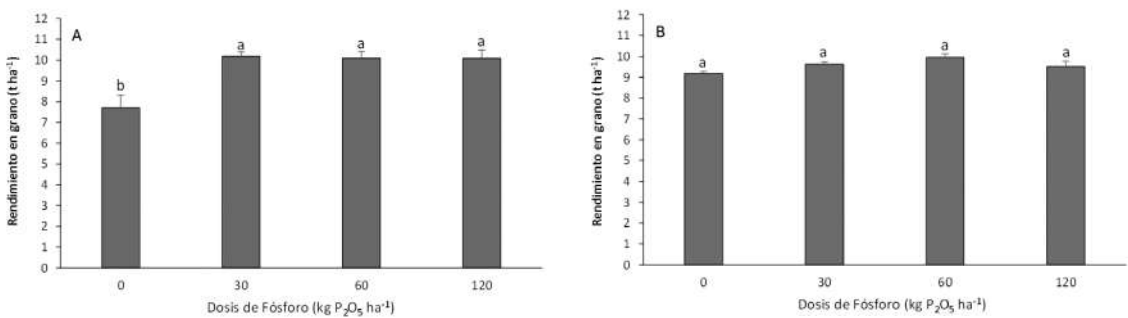 A
Rendimiento en grano (t ha⁻¹)
12
11
10
9
8
7
6
5
4
3
2
1
0
b
a
a
a
0 30 60 120
Dosis de Fósforo (kg P₂O₅ ha⁻¹)
B
Rendimiento en grano (t ha⁻¹)
12
11
10
9
8
7
6
5
4
3
2
1
0
a
a
a
a
0 30 60 120
Dosis de Fósforo (kg P₂O₅ ha⁻¹)